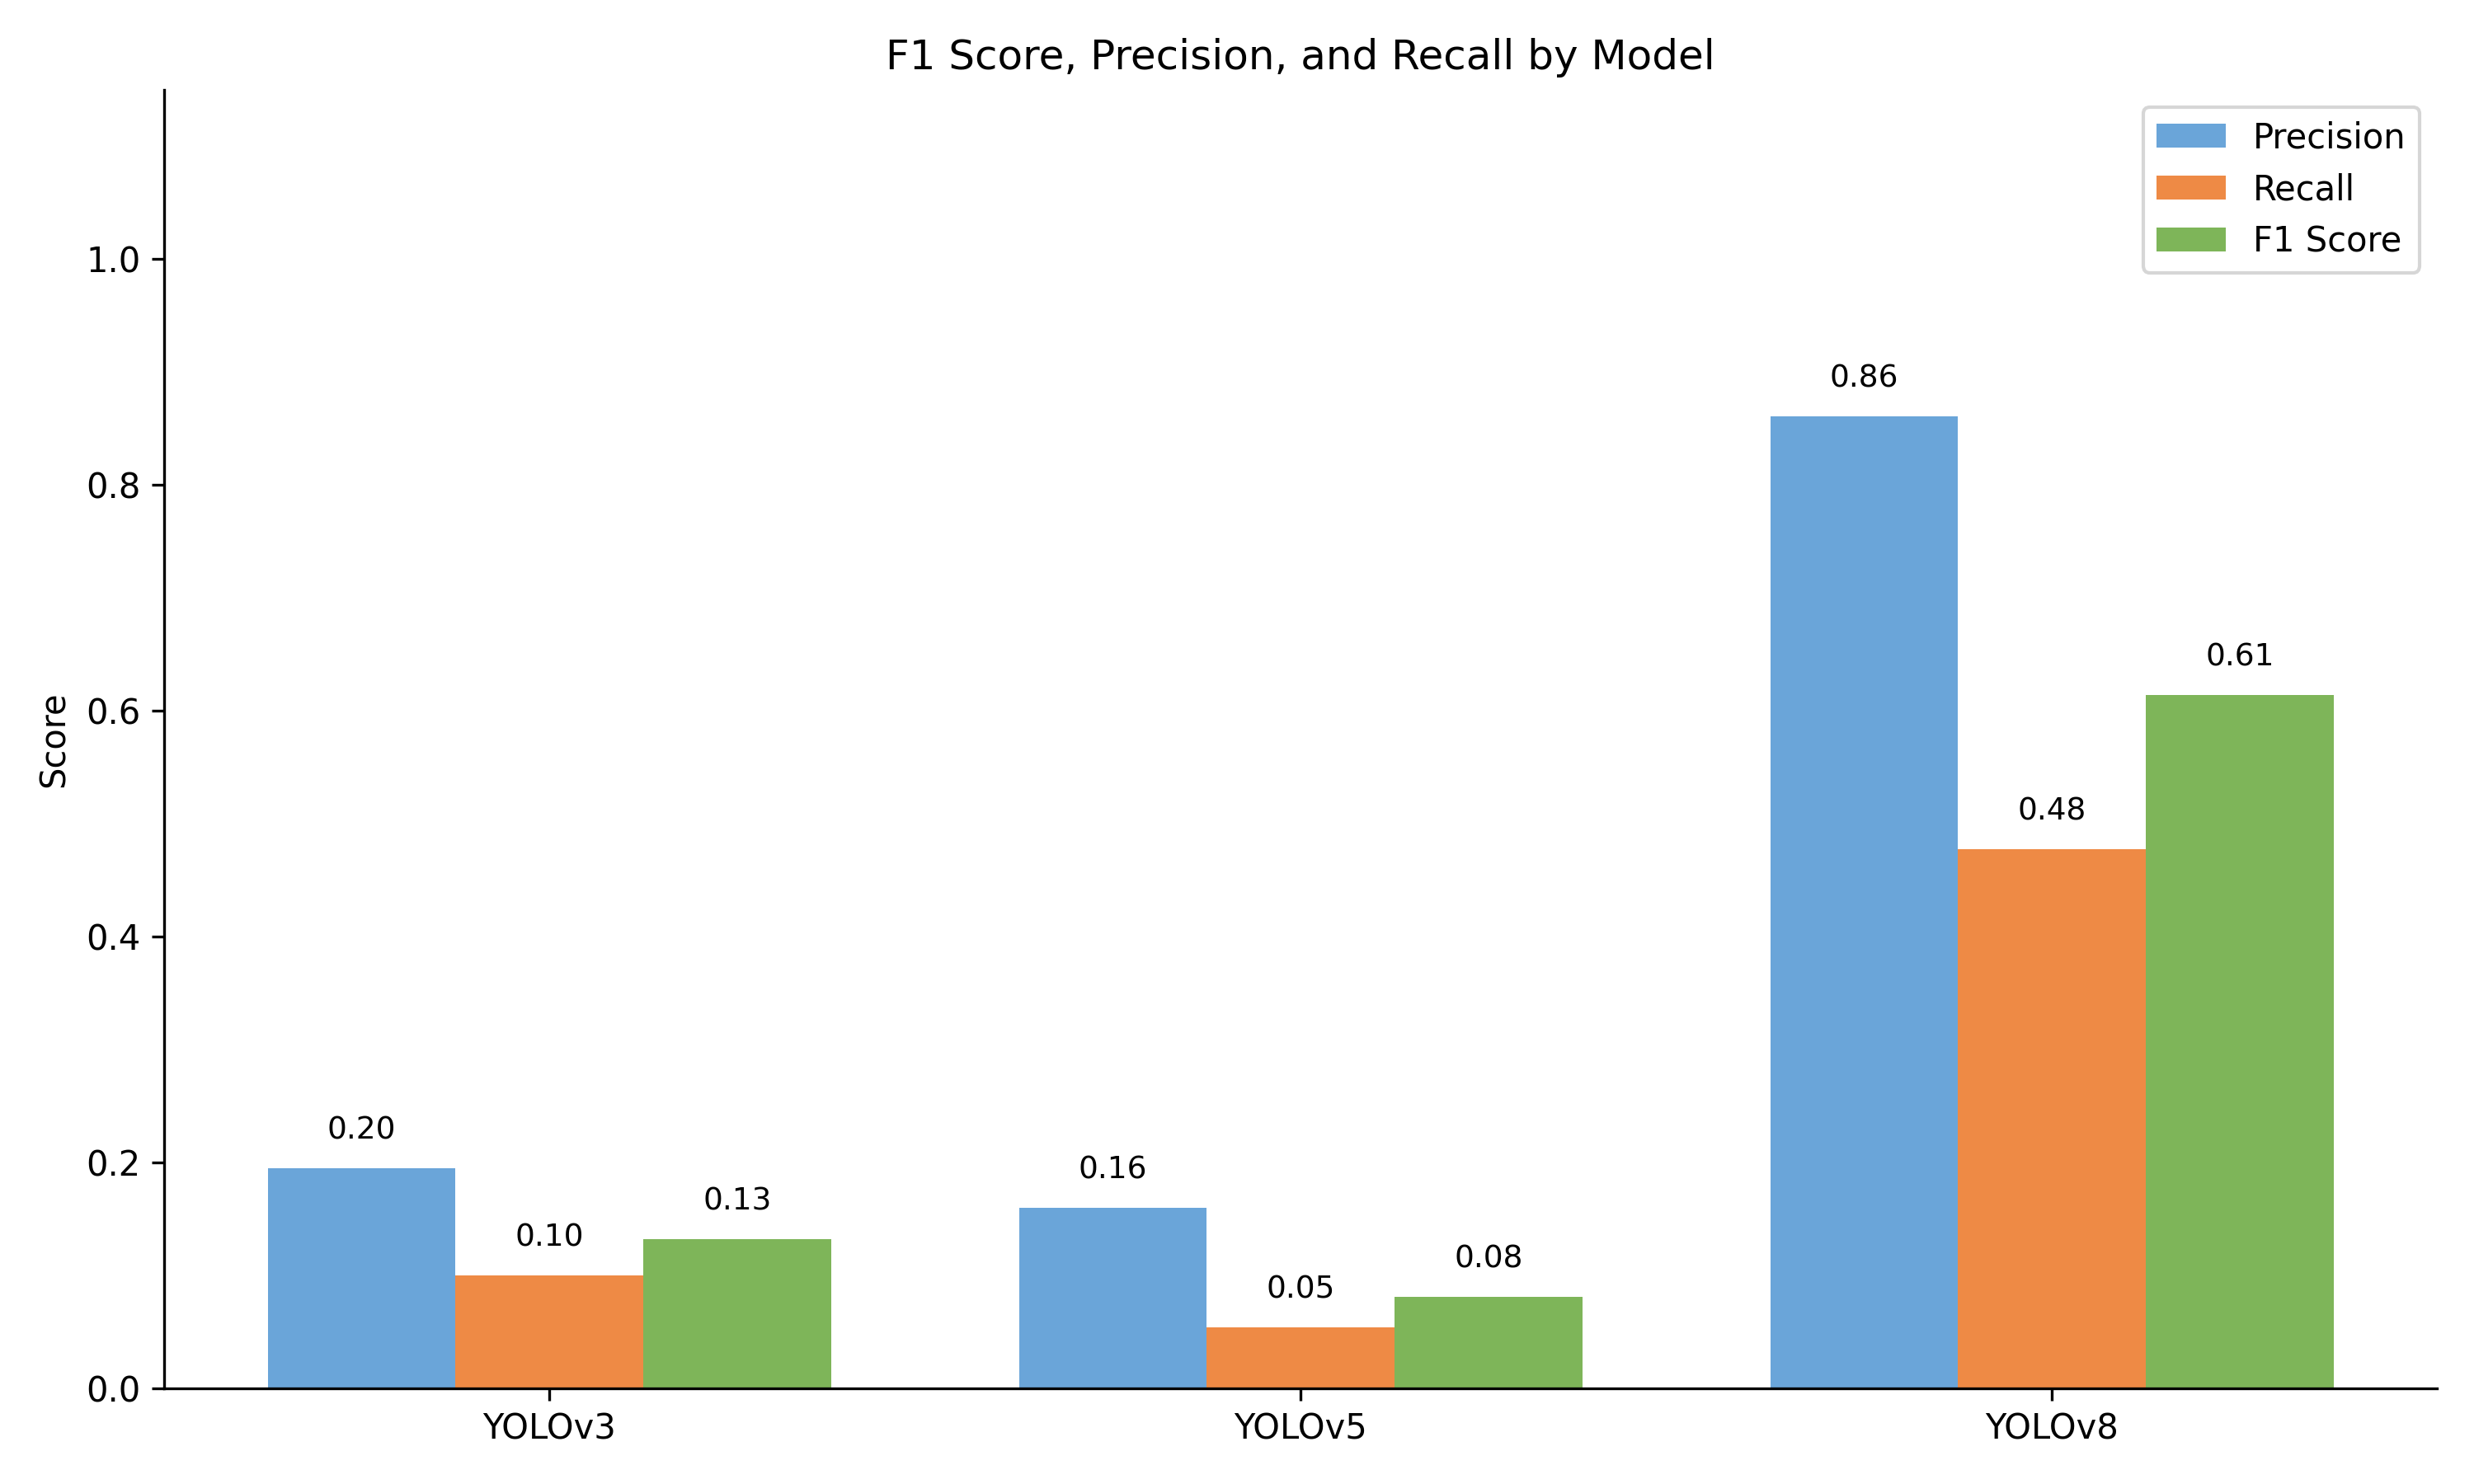 F1 Score, Precision, and Recall by Model
Precision
Recall
F1 Score
Score
1.0
0.8
0.6
0.4
0.2
0.0
0.20
0.10
0.13
0.16
0.05
0.08
0.86
0.48
0.61
YOLOv3
YOLOv5
YOLOv8